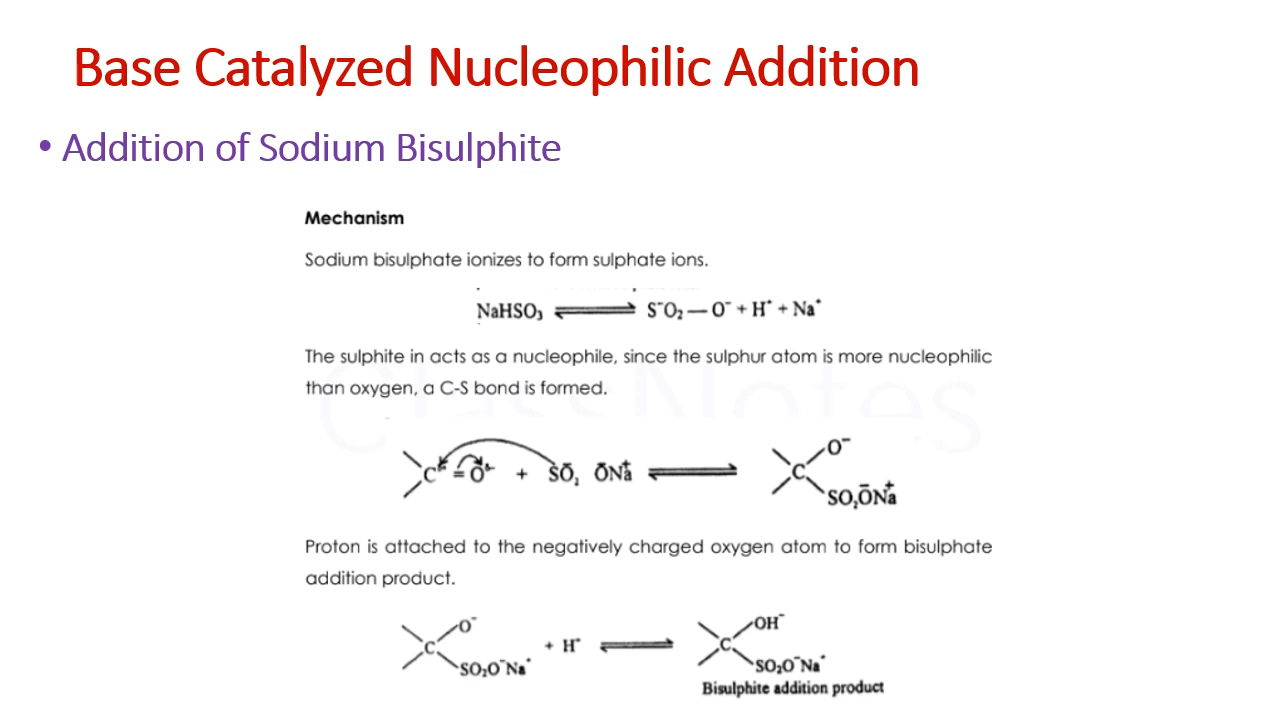 Base Catalyzed Nucleophilic Addition
• Addition of Sodium Bisulphite
Mechanism
Sodium bisulphate ionizes to form sulphate ions.
NaHSO₃ ⇌ S⁻O₂—O⁻ + H⁺ + Na⁺
The sulphite in acts as a nucleophile, since the sulphur atom is more nucleophilic
than oxygen, a C-S bond is formed.
ClassNotes
O⁻
C = O + SO₂ ONa ⇌ C
SO₂ONa
Proton is attached to the negatively charged oxygen atom to form bisulphate
addition product.
O⁻ OH⁻
C + H⁺ ⇌ C
SO₂O⁻Na⁺ SO₂O⁻Na⁺
Bisulphite addition product